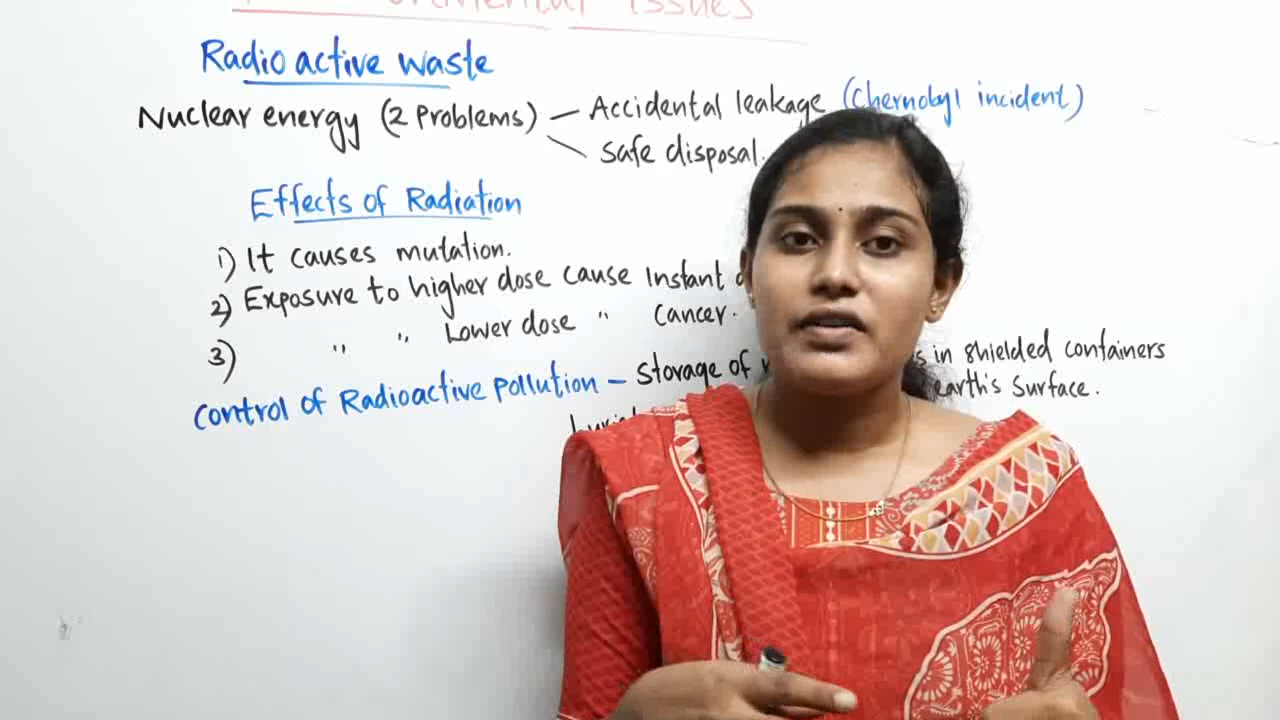 Issues
Radioactive waste
Nuclear energy (2 Problems) — Accidental leakage (Chernobyl incident)
Safe disposal.
Effects of Radiation
1) It causes mutation.
2) Exposure to higher dose cause Instant
3) " " Lower dose " Cancer.
Control of Radioactive pollution – Storage of in shielded containers
earth's surface.